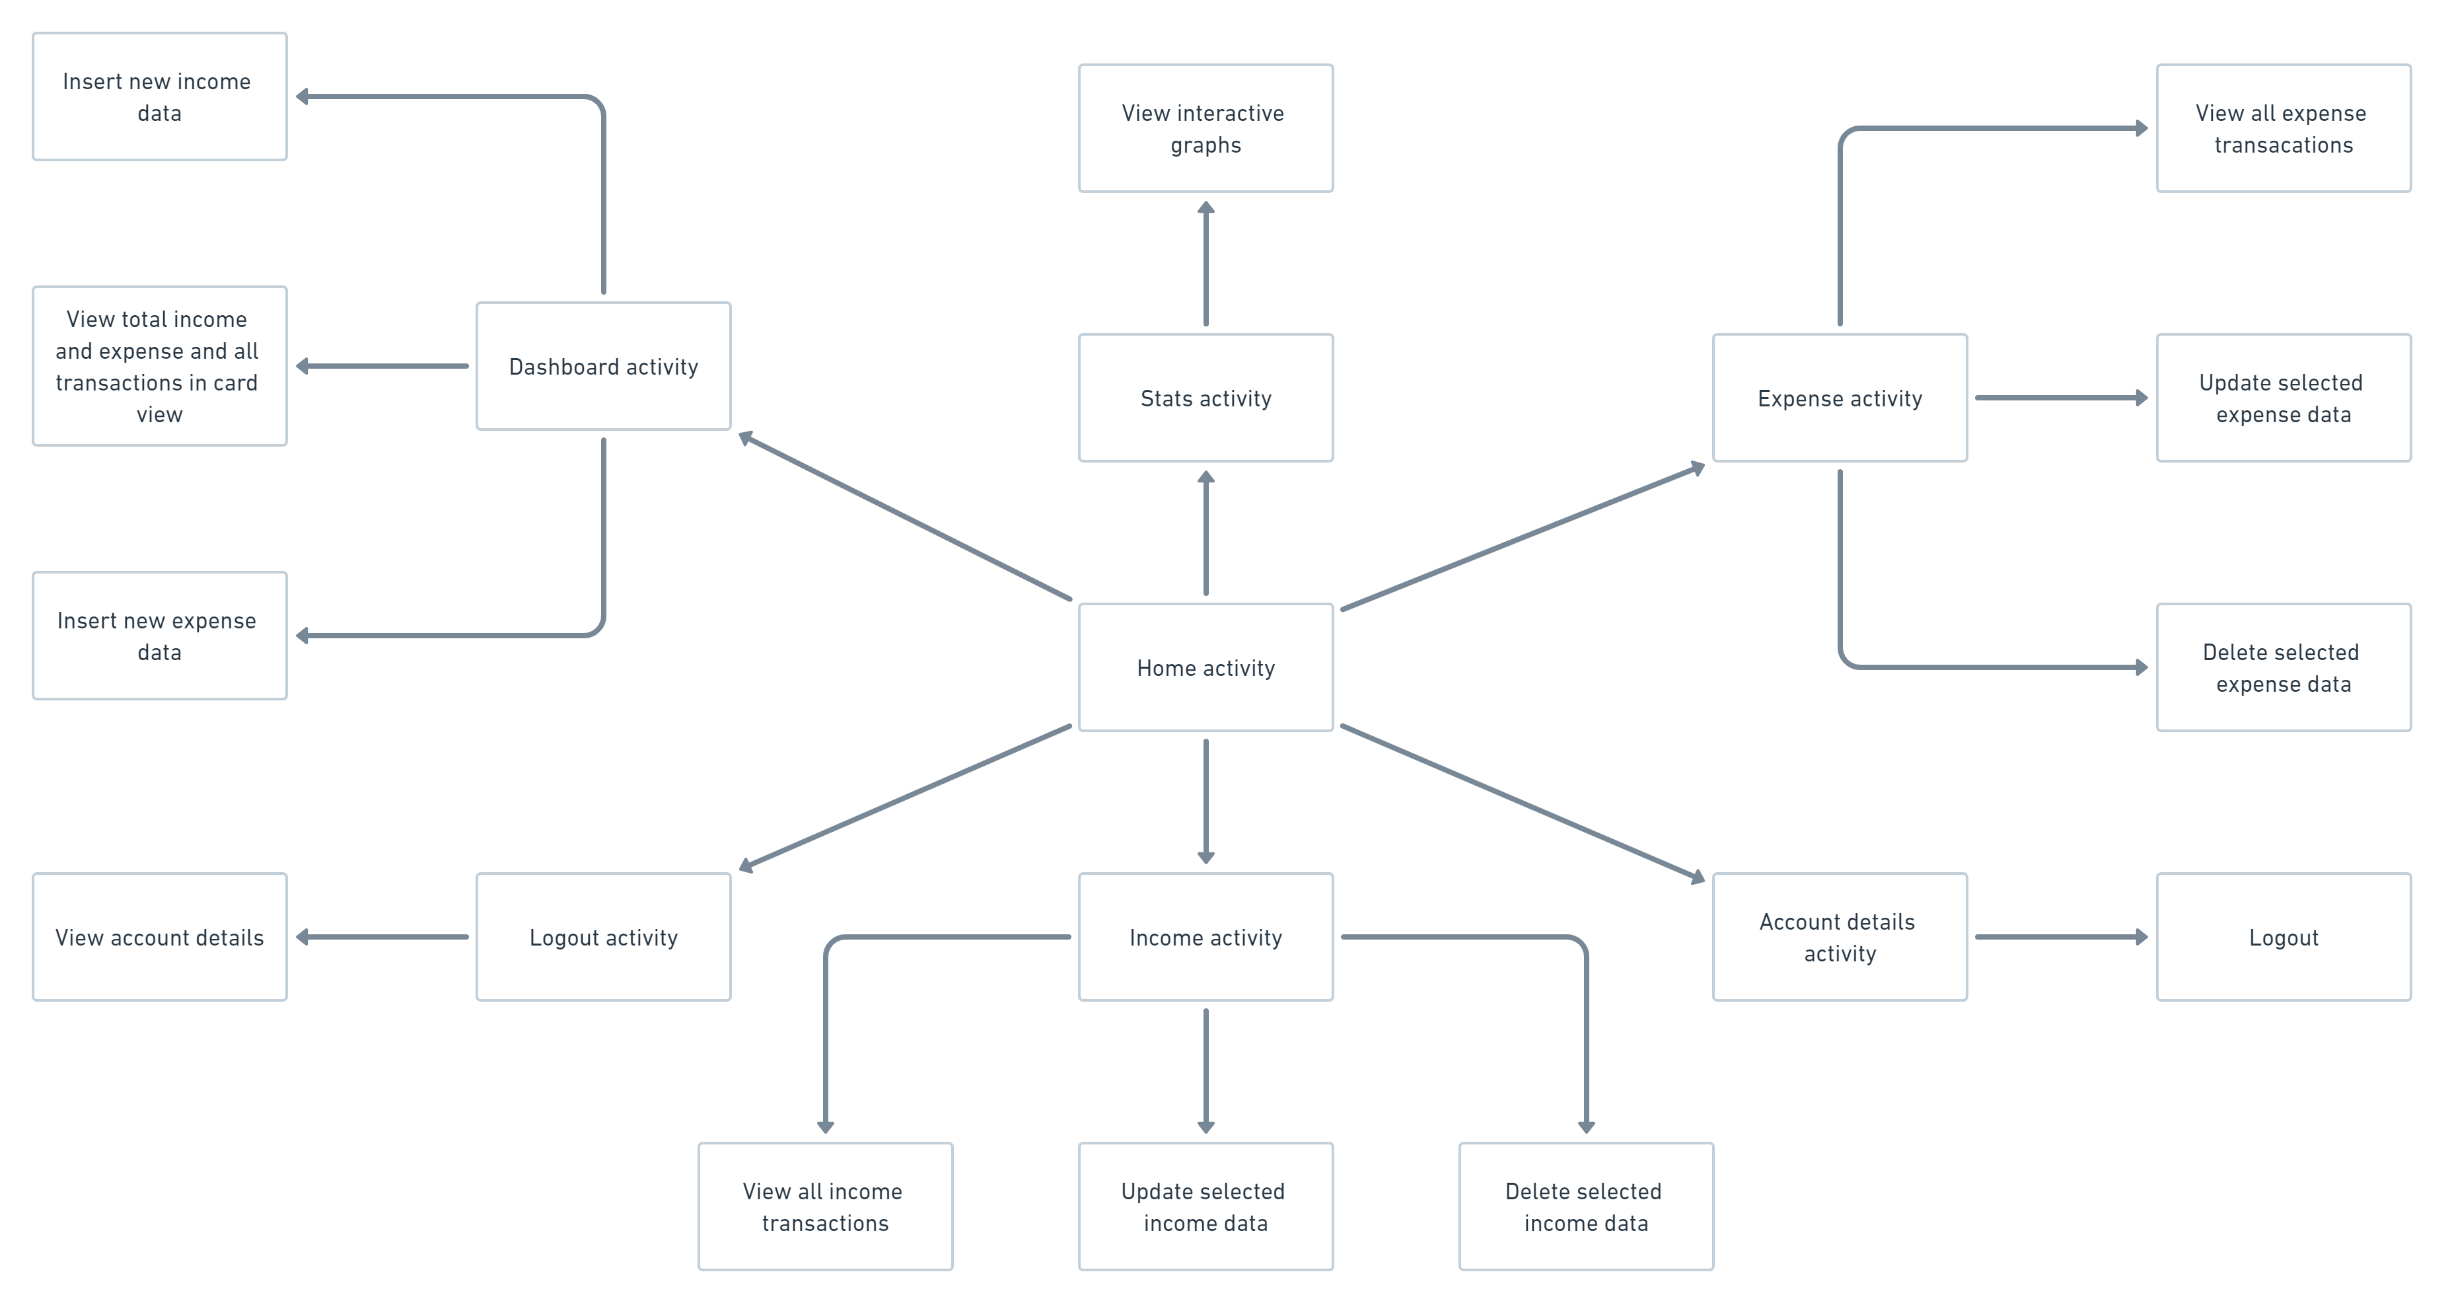 Insert new income
data
View interactive
graphs
View all expense
transacations
View total income
and expense and all
transactions in card
view
Dashboard activity
Stats activity
Expense activity
Update selected
expense data
Insert new expense
data
Home activity
Delete selected
expense data
View account details
Logout activity
Income activity
Account details
activity
Logout
View all income
transactions
Update selected
income data
Delete selected
income data